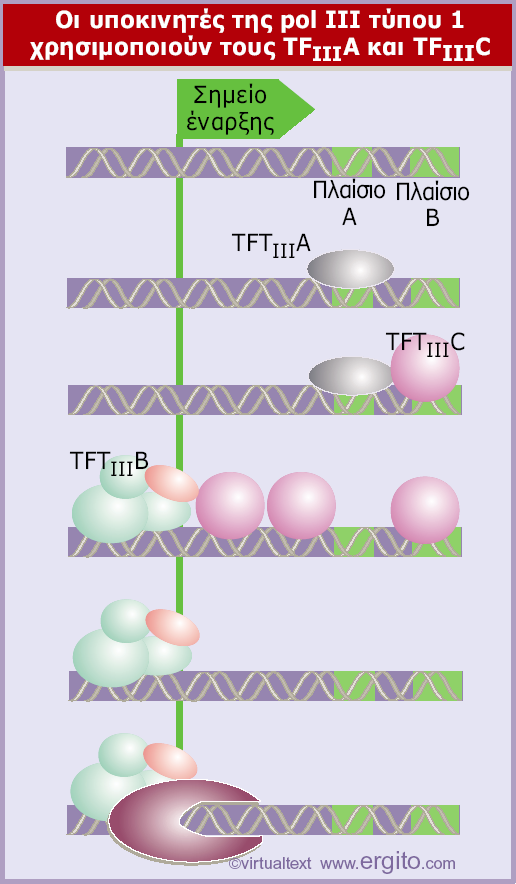 Οι υποκινητές της pol III τύπου 1
χρησιμοποιούν τους TFIIIA και TFIIIC
Σημείο
έναρξης
Πλαίσιο Πλαίσιο
A B
TFTIIIA
TFTIIIC
TFTIIIB
©virtualtext www.ergito.com